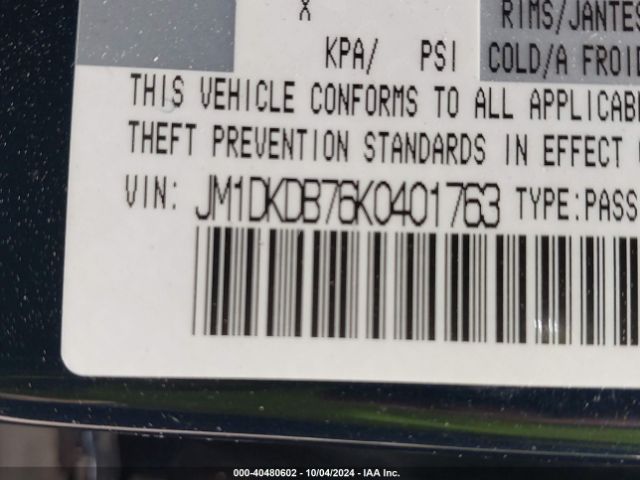 X
RIMS/JANTES
KPA/ PSI COLD/A FROID
THIS VEHICLE CONFORMS TO ALL APPLICABL
THEFT PREVENTION STANDARDS IN EFFECT
VIN: JM1DKDB76K0401763 TYPE:PASS
000-40480602 - 10/04/2024 - IAA Inc.